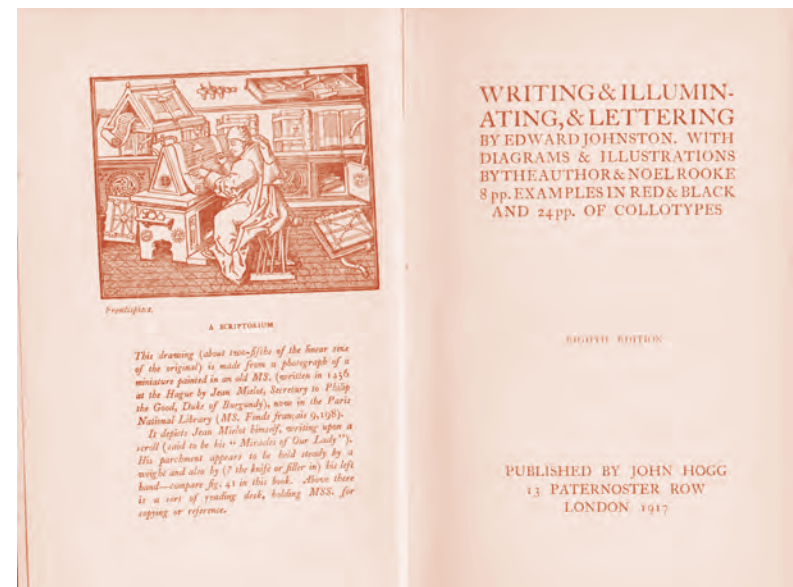 Frontispiece.
A SCRIPTORIUM
This drawing (about two-fifths of the linear size
of the original) is made from a photograph of a
miniature painted in an old MS. (written in 1456
at the Hague by Jean Mielot, Secretary to Philip
the Good, Duke of Burgundy), now in the Paris
National Library (MS. Fonds français 9,198).
It depicts Jean Mielot himself, writing upon a
scroll (said to be his "Miracles of Our Lady").
His parchment appears to be held steady by a
weight and also by (? the knife or filler in) his left
hand—compare fig. 41 in this book. Above there
is a sort of reading desk, holding MSS. for
copying or reference.
WRITING & ILLUMIN-
ATING, & LETTERING
BY EDWARD JOHNSTON. WITH
DIAGRAMS & ILLUSTRATIONS
BY THE AUTHOR & NOEL ROOKE
8 pp. EXAMPLES IN RED & BLACK
AND 24 pp. OF COLLOTYPES
EIGHTH EDITION
PUBLISHED BY JOHN HOGG
13 PATERNOSTER ROW
LONDON 1917